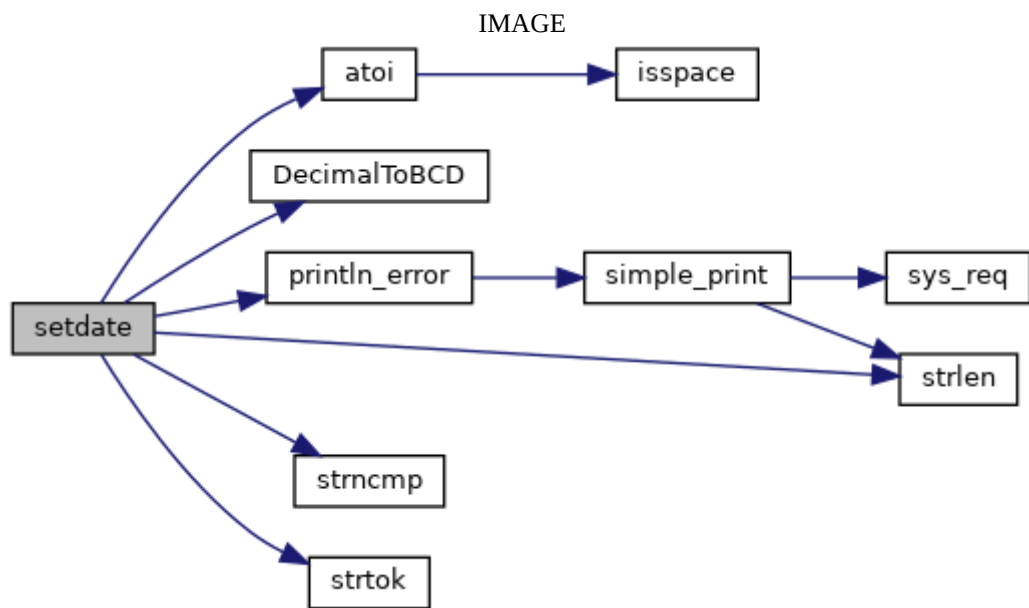 IMAGE
atoi
isspace
DecimalToBCD
println_error
simple_print
sys_req
setdate
strlen
strncmp
strtok